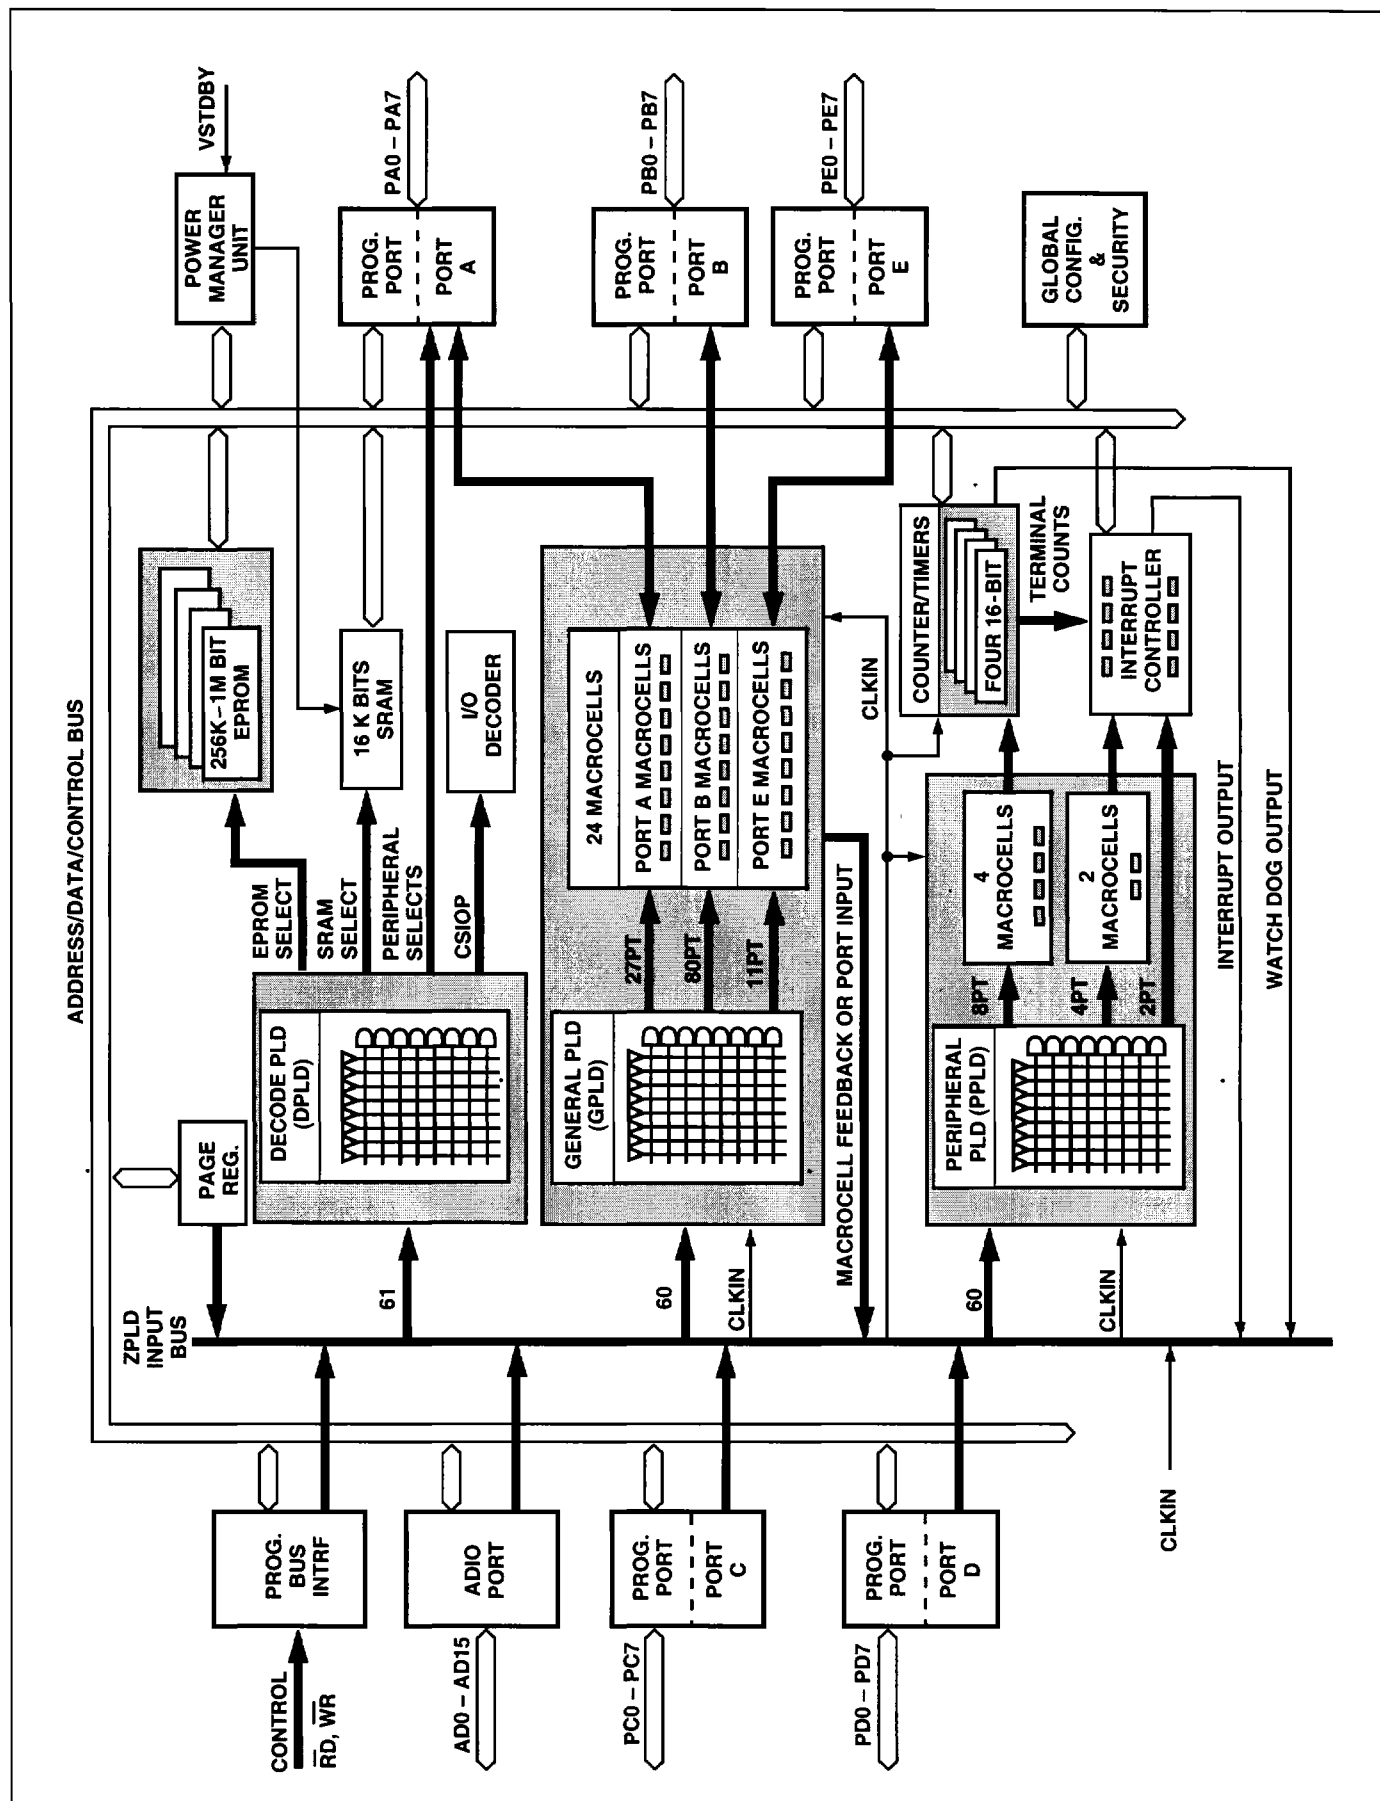 ADDRESS/DATA/CONTROL BUS
CONTROL
RD, WR
PROG.
BUS
INTRF
AD0 – AD15
ADIO
PORT
PC0 – PC7
PROG.
PORT
PORT
C
PD0 – PD7
PROG.
PORT
PORT
D
CLKIN
ZPLD
INPUT
BUS
PAGE
REG.
61
DECODE PLD
(DPLD)
EPROM
SELECT
SRAM
SELECT
PERIPHERAL
SELECTS
CSIOP
256K–1M BIT
EPROM
16 K BITS
SRAM
I/O
DECODER
POWER
MANAGER
UNIT
VSTDBY
PROG.
PORT
PORT
A
PA0 – PA7
60
CLKIN
GENERAL PLD
(GPLD)
27PT
80PT
11PT
24 MACROCELLS
PORT A MACROCELLS
PORT B MACROCELLS
PORT E MACROCELLS
PROG.
PORT
PORT
B
PB0 – PB7
PROG.
PORT
PORT
E
PE0 – PE7
MACROCELL FEEDBACK OR PORT INPUT
CLKIN
60
CLKIN
PERIPHERAL
PLD (PPLD)
8PT
4PT
2PT
4
MACROCELLS
2
MACROCELLS
COUNTER/TIMERS
FOUR 16-BIT
TERMINAL
COUNTS
INTERRUPT
CONTROLLER
GLOBAL
CONFIG.
&
SECURITY
INTERRUPT OUTPUT
WATCH DOG OUTPUT